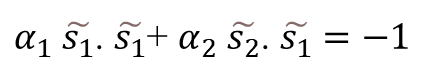 α₁ s̃₁. s̃₁+ α₂ s̃₂. s̃₁ = −1